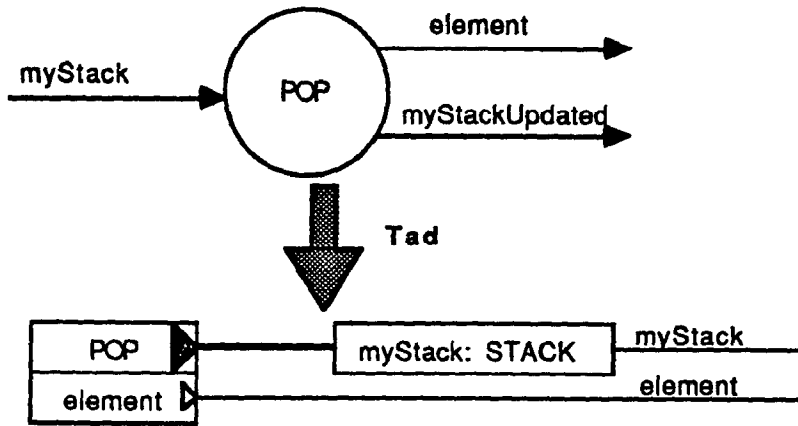 element
myStack
POP
myStackUpdated
Tad
POP
myStack: STACK
myStack
element
element